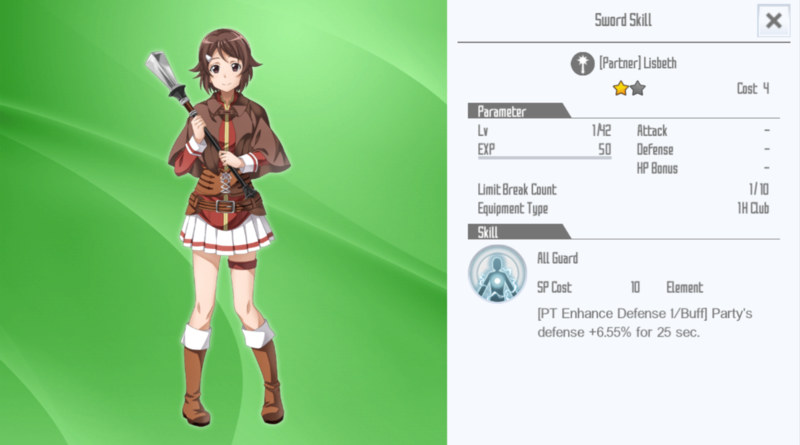 Sword Skill
[Partner] Lisbeth
Cost 4
Parameter
Lv 1/42 Attack -
EXP 50 Defense -
HP Bonus -
Limit Break Count 1/10
Equipment Type 1H Club
Skill
All Guard
SP Cost 10 Element
[PT Enhance Defense 1/Buff] Party's
defense +6.55% for 25 sec.